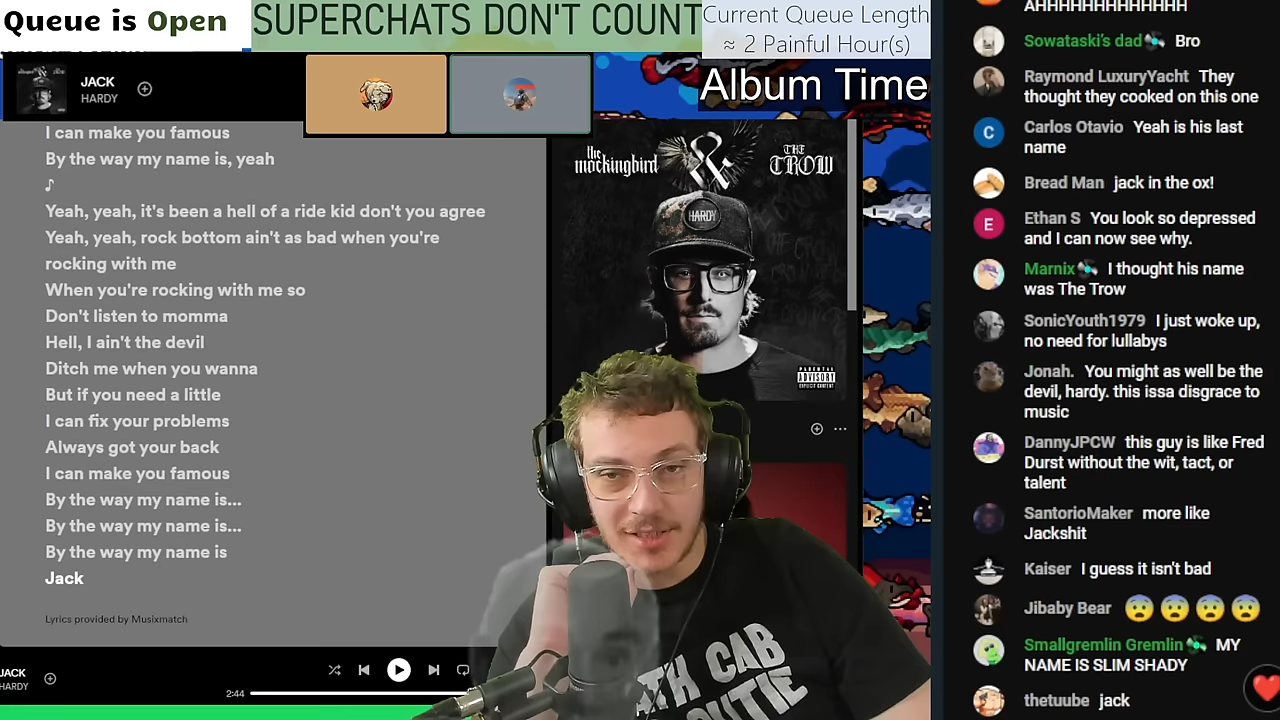 Queue is Open
SUPERCHATS DON'T COUNT
Current Queue Length
≈ 2 Painful Hour(s)
Album Time
JACK
HARDY
I can make you famous
By the way my name is, yeah
♪
Yeah, yeah, it's been a hell of a ride kid don't you agree
Yeah, yeah, rock bottom ain't as bad when you're
rocking with me
When you're rocking with me so
Don't listen to momma
Hell, I ain't the devil
Ditch me when you wanna
But if you need a little
I can fix your problems
Always got your back
I can make you famous
By the way my name is...
By the way my name is...
By the way my name is
Jack
Lyrics provided by Musixmatch
JACK
HARDY
2:44
the mockingbird & THE CROW
HARDY
PARENTAL
ADVISORY
EXPLICIT CONTENT
TH CAB
UTIE
AHHHHHHHHHHHHH
Sowataski's dad Bro
Raymond LuxuryYacht They
thought they cooked on this one
Carlos Otavio Yeah is his last
name
Bread Man jack in the ox!
Ethan S You look so depressed
and I can now see why.
Marnix I thought his name
was The Trow
SonicYouth1979 I just woke up,
no need for lullabys
Jonah. You might as well be the
devil, hardy. this issa disgrace to
music
DannyJPCW this guy is like Fred
Durst without the wit, tact, or
talent
SantorioMaker more like
Jackshit
Kaiser I guess it isn't bad
Jibaby Bear 😨 😨 😨 😨
Smallgremlin Gremlin MY
NAME IS SLIM SHADY
thetuube jack